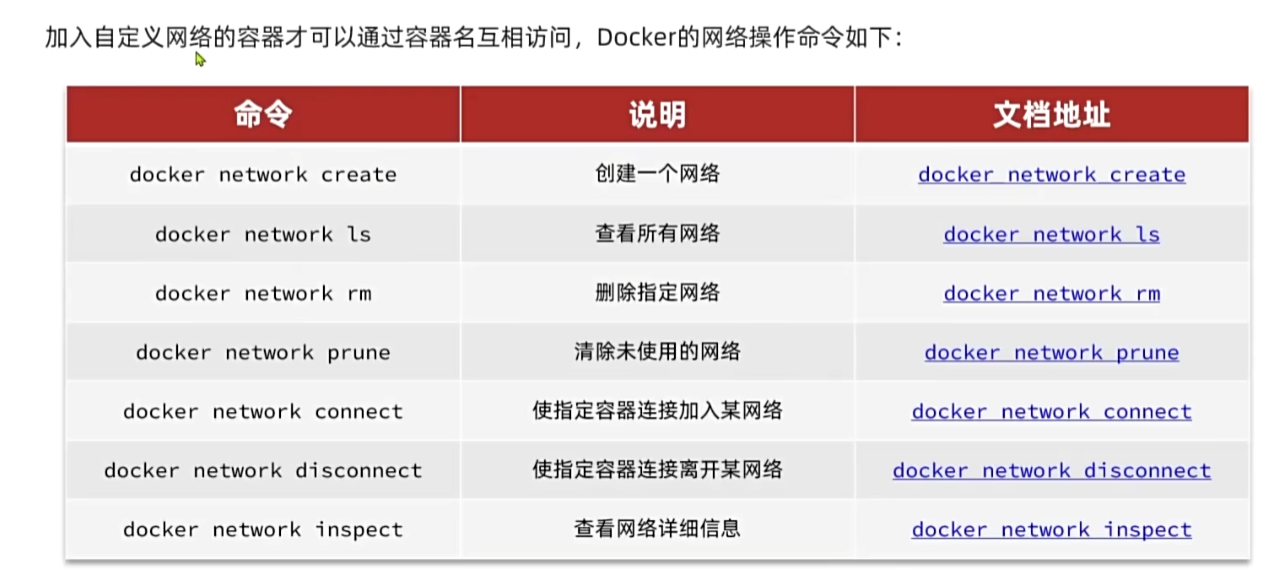 加入自定义网络的容器才可以通过容器名互相访问，Docker的网络操作命令如下：
命令 说明 文档地址
docker network create 创建一个网络 docker network create
docker network ls 查看所有网络 docker network ls
docker network rm 删除指定网络 docker network rm
docker network prune 清除未使用的网络 docker network prune
docker network connect 使指定容器连接加入某网络 docker network connect
docker network disconnect 使指定容器连接离开某网络 docker network disconnect
docker network inspect 查看网络详细信息 docker network inspect